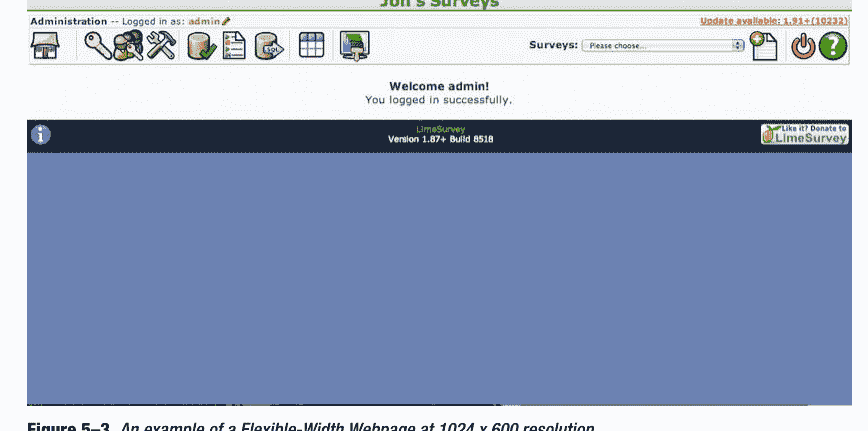 Jon's Surveys
Administration -- Logged in as: admin
Update available: 1.91+(10232)
SQL
Surveys: Please choose...
?
Welcome admin!
You logged in successfully.
i
LimeSurvey
Version 1.87+ Build 8518
Like it? Donate to
LimeSurvey
Figure 5–3. An example of a Flexible-Width Webpage at 1024 x 600 resolution